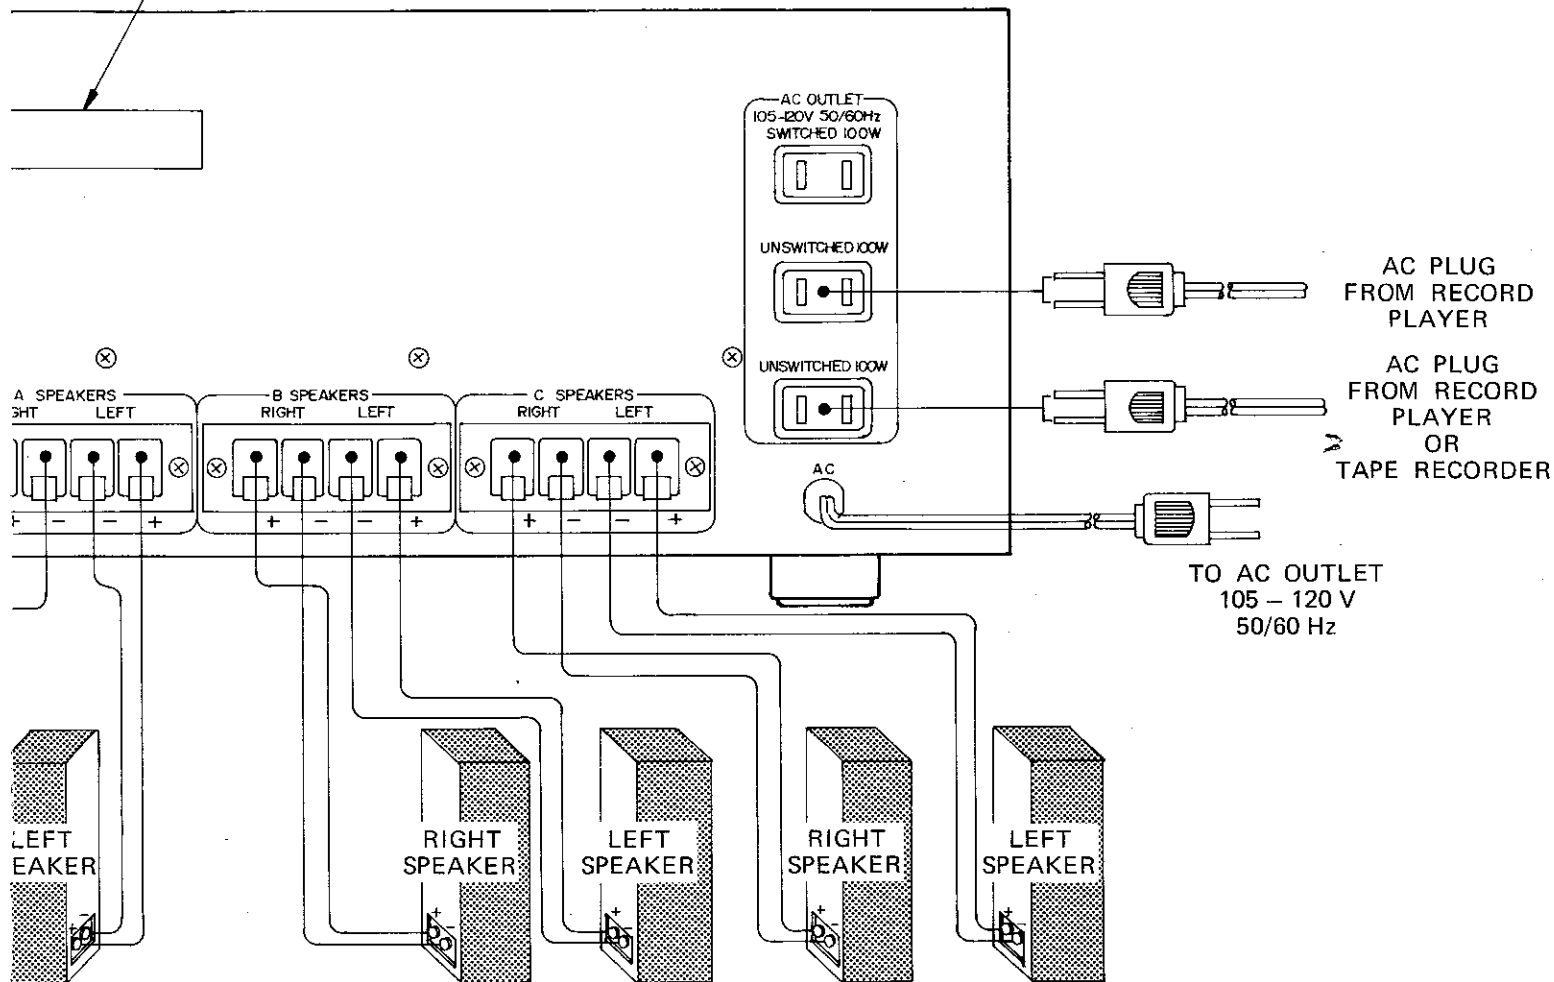 AC OUTLET
105-120V 50/60Hz
SWITCHED 100W
UNSWITCHED 100W
UNSWITCHED 100W
AC PLUG
FROM RECORD
PLAYER
AC PLUG
FROM RECORD
PLAYER
OR
TAPE RECORDER
A SPEAKERS
GHT LEFT
+ - - +
B SPEAKERS
RIGHT LEFT
+ - - +
C SPEAKERS
RIGHT LEFT
+ - - +
AC
TO AC OUTLET
105 – 120 V
50/60 Hz
LEFT
EAKER
+ -
RIGHT
SPEAKER
+ -
LEFT
SPEAKER
+ -
RIGHT
SPEAKER
+ -
LEFT
SPEAKER
+ -